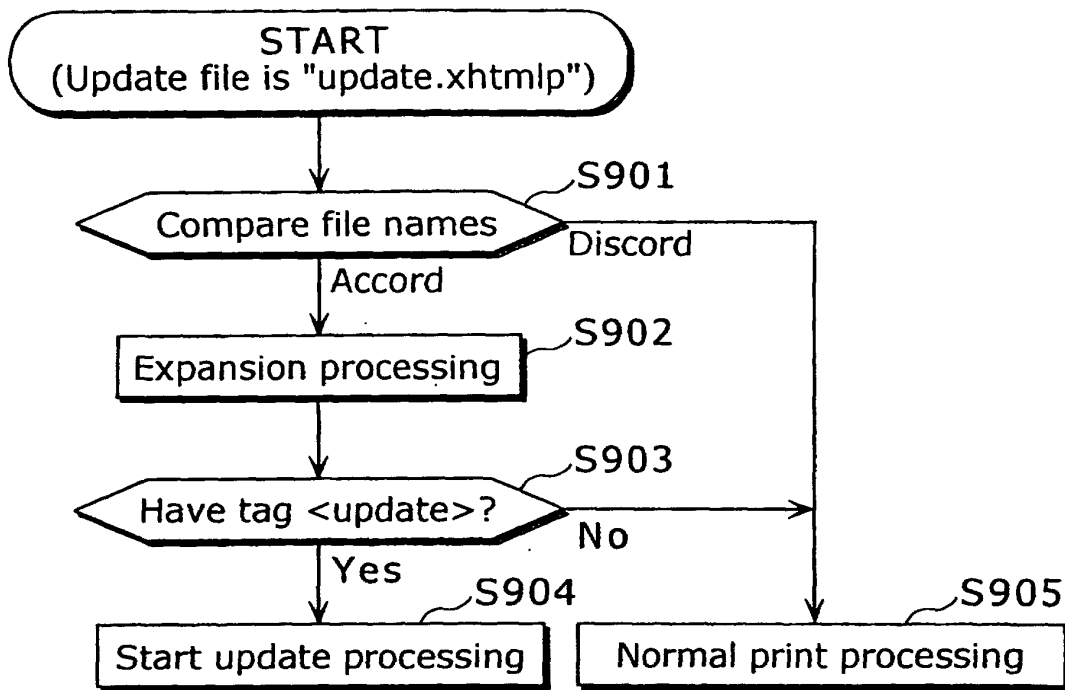 START
(Update file is "update.xhtmlp")
S901
Compare file names
Discord
Accord
S902
Expansion processing
S903
Have tag <update>?
No
Yes
S904
S905
Start update processing
Normal print processing